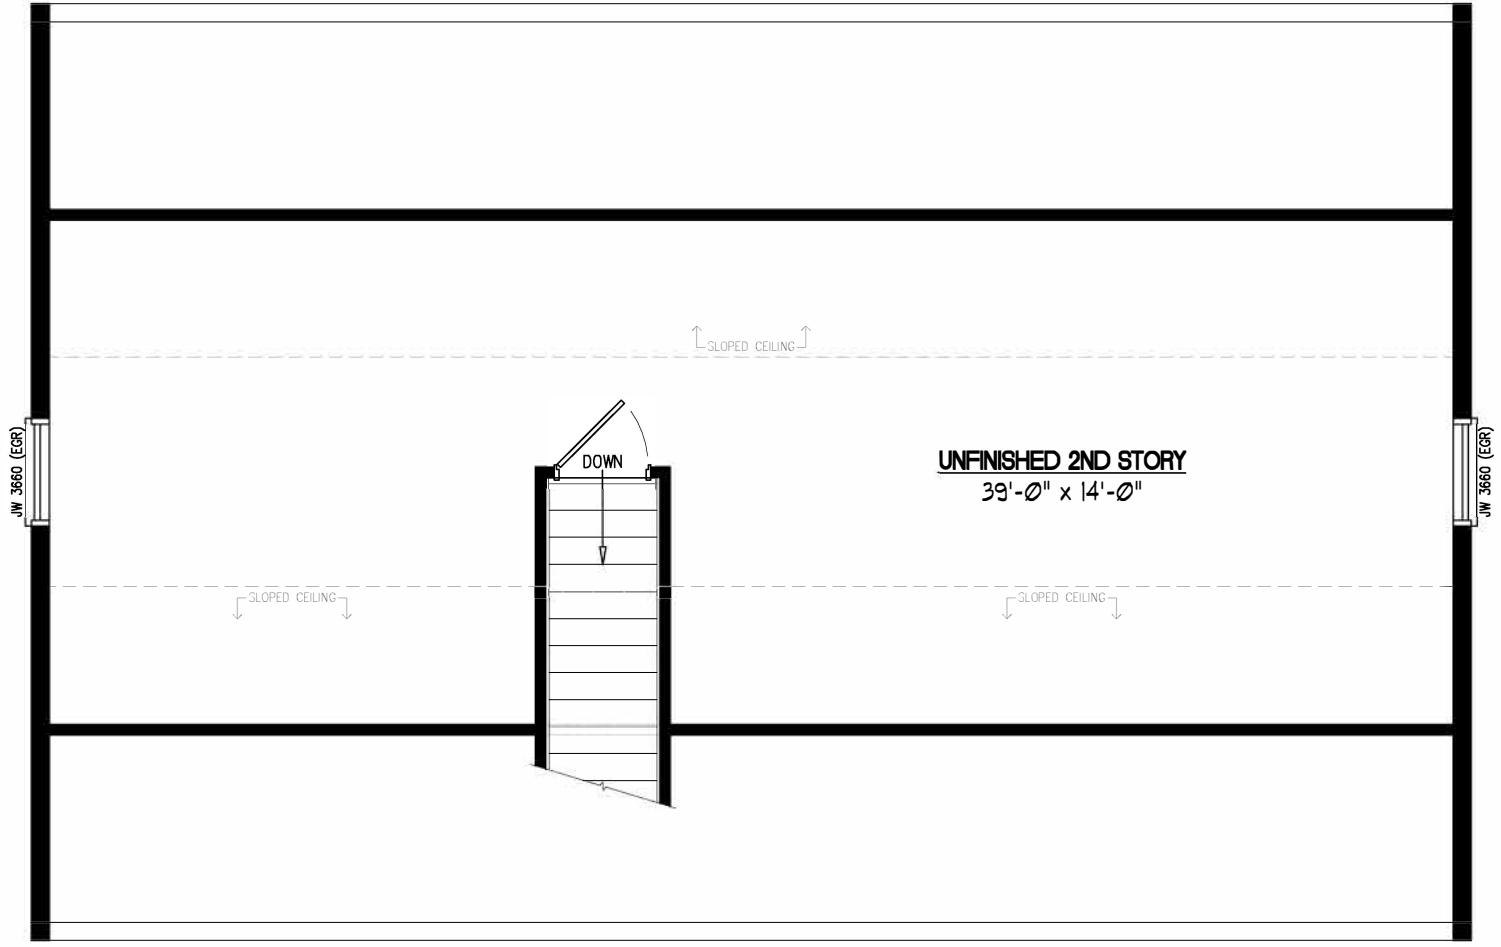 SLOPED CEILING
JW 3660 (EGR)
DOWN
UNFINISHED 2ND STORY
39'-0" x 14'-0"
JW 3660 (EGR)
SLOPED CEILING
SLOPED CEILING